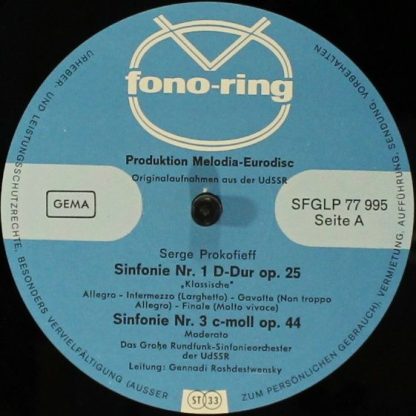 fono-ring
Produktion Melodia-Eurodisc
Originalaufnahmen aus der UdSSR
GEMA
SFGLP 77 995
Seite A
Serge Prokofieff
Sinfonie Nr. 1 D-Dur op. 25
„Klassische"
Allegro - Intermezzo (Larghetto) - Gavotte (Non troppo
Allegro) - Finale (Molto vivace)
Sinfonie Nr. 3 c-moll op. 44
Moderato
Das Große Rundfunk-Sinfonieorchester
der UdSSR
Leitung: Gennadi Roshdestwensky
ST 33
URHEBER- UND LEISTUNGSSCHUTZRECHTE, BESONDERS VERVIELFÄLTIGUNG (AUSSER ZUM PERSÖNLICHEN GEBRAUCH), VERMIETUNG, AUFFÜHRUNG, SENDUNG, VORBEHALTEN